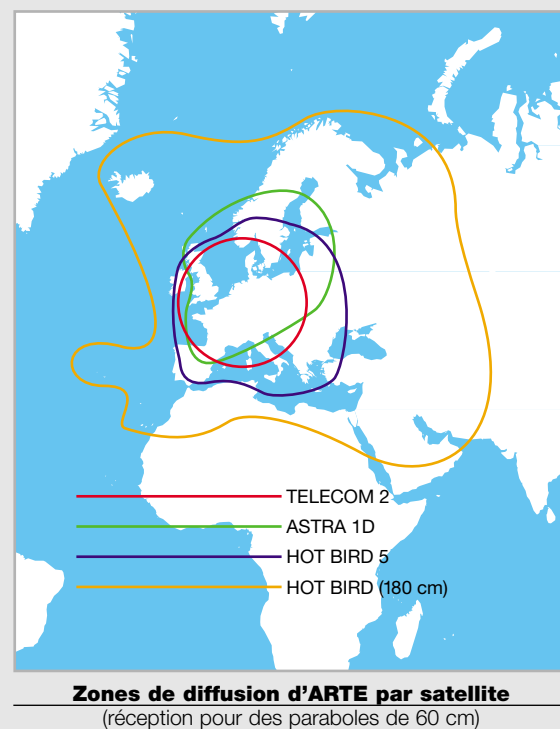 TELECOM 2
ASTRA 1D
HOT BIRD 5
HOT BIRD (180 cm)
Zones de diffusion d'ARTE par satellite
(réception pour des paraboles de 60 cm)